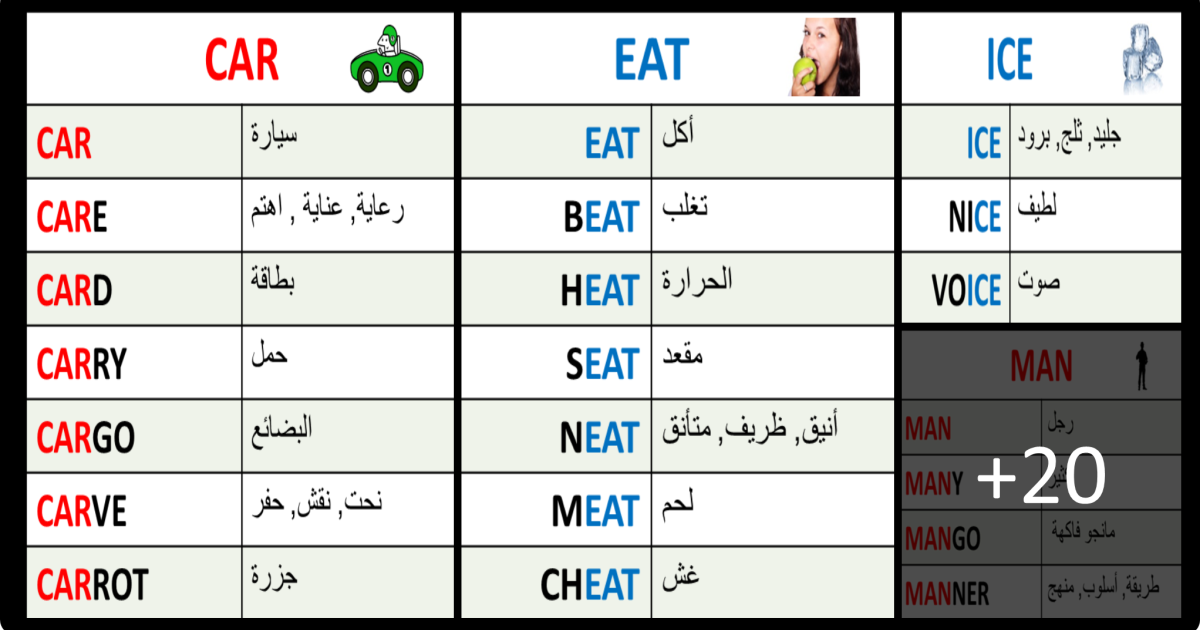 CAR
CAR سيارة
CARE رعاية, عناية , اهتم
CARD بطاقة
CARRY حمل
CARGO البضائع
CARVE نحت, نقش, حفر
CARROT جزرة
EAT
EAT أكل
BEAT تغلب
HEAT الحرارة
SEAT مقعد
NEAT أنيق, ظريف, متأنق
MEAT لحم
CHEAT غش
ICE
ICE جليد, ثلج, برود
NICE لطيف
VOICE صوت
MAN
MAN رجل
MANY
+20
MANGO مانجو فاكهة
MANNER طريقة, أسلوب, منهج